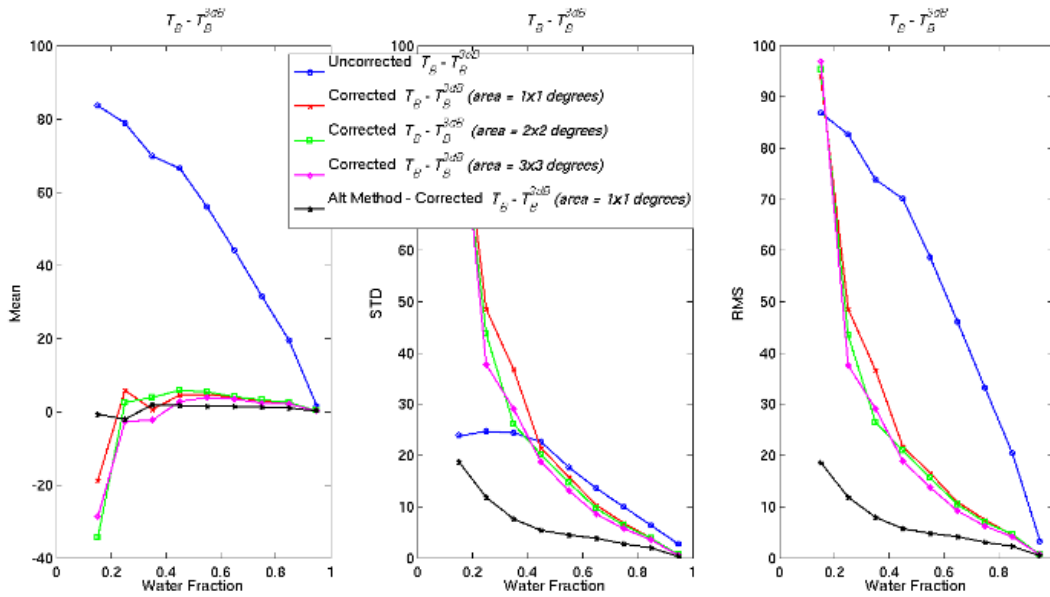 T_B - T_B^3dB
T_B - T_B^3dB
T_B - T_B^3dB
Uncorrected T_B - T_B^3dB
Corrected T_B - T_B^3dB (area = 1x1 degrees)
Corrected T_B - T_B^3dB (area = 2x2 degrees)
Corrected T_B - T_B^3dB (area = 3x3 degrees)
Alt Method - Corrected T_B - T_B^3dB (area = 1x1 degrees)
Mean
100
80
60
40
20
0
-20
-40
0 0.2 0.4 0.6 0.8 1
Water Fraction
STD
60
50
40
30
20
10
0
0 0.2 0.4 0.6 0.8 1
Water Fraction
RMS
100
90
80
70
60
50
40
30
20
10
0
0 0.2 0.4 0.6 0.8 1
Water Fraction